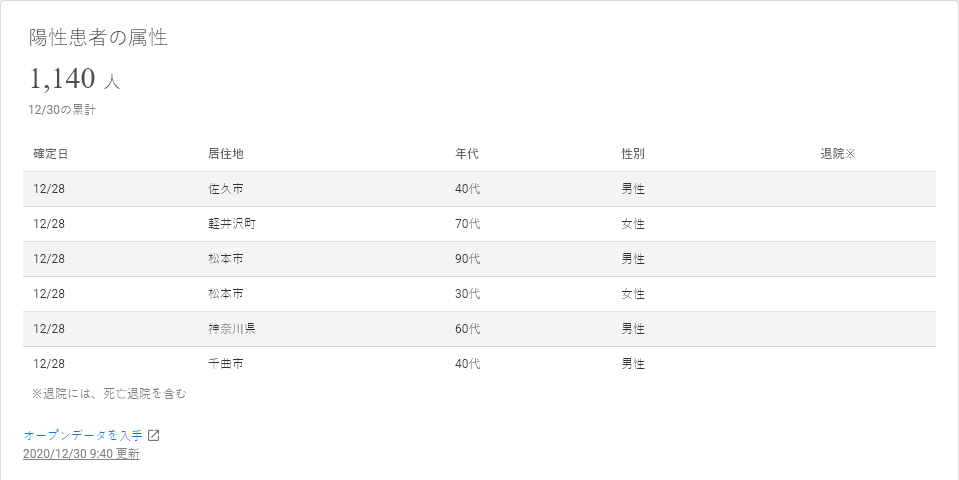 陽性患者の属性
1,140 人
12/30の累計
確定日 居住地 年代 性別 退院※
12/28 佐久市 40代 男性
12/28 軽井沢町 70代 女性
12/28 松本市 90代 男性
12/28 松本市 30代 女性
12/28 神奈川県 60代 男性
12/28 千曲市 40代 男性
※退院には、死亡退院を含む
オープンデータを入手
2020/12/30 9:40 更新